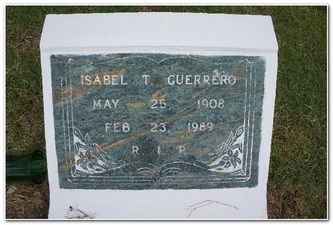 ISABEL T. GUERRERO
MAY 25, 1908
FEB 23, 1989
R I P